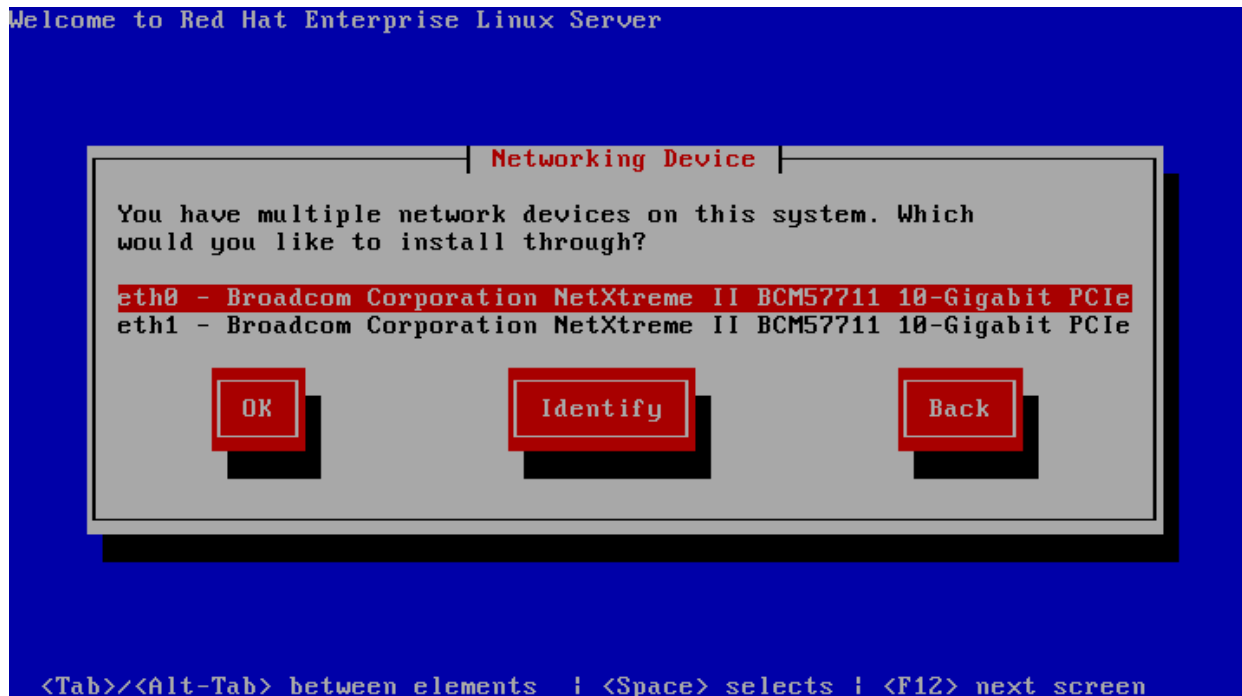 Welcome to Red Hat Enterprise Linux Server
Networking Device
You have multiple network devices on this system. Which
would you like to install through?
eth0 - Broadcom Corporation NetXtreme II BCM57711 10-Gigabit PCIe
eth1 - Broadcom Corporation NetXtreme II BCM57711 10-Gigabit PCIe
OK Identify Back
<Tab>/<Alt-Tab> between elements | <Space> selects | <F12> next screen